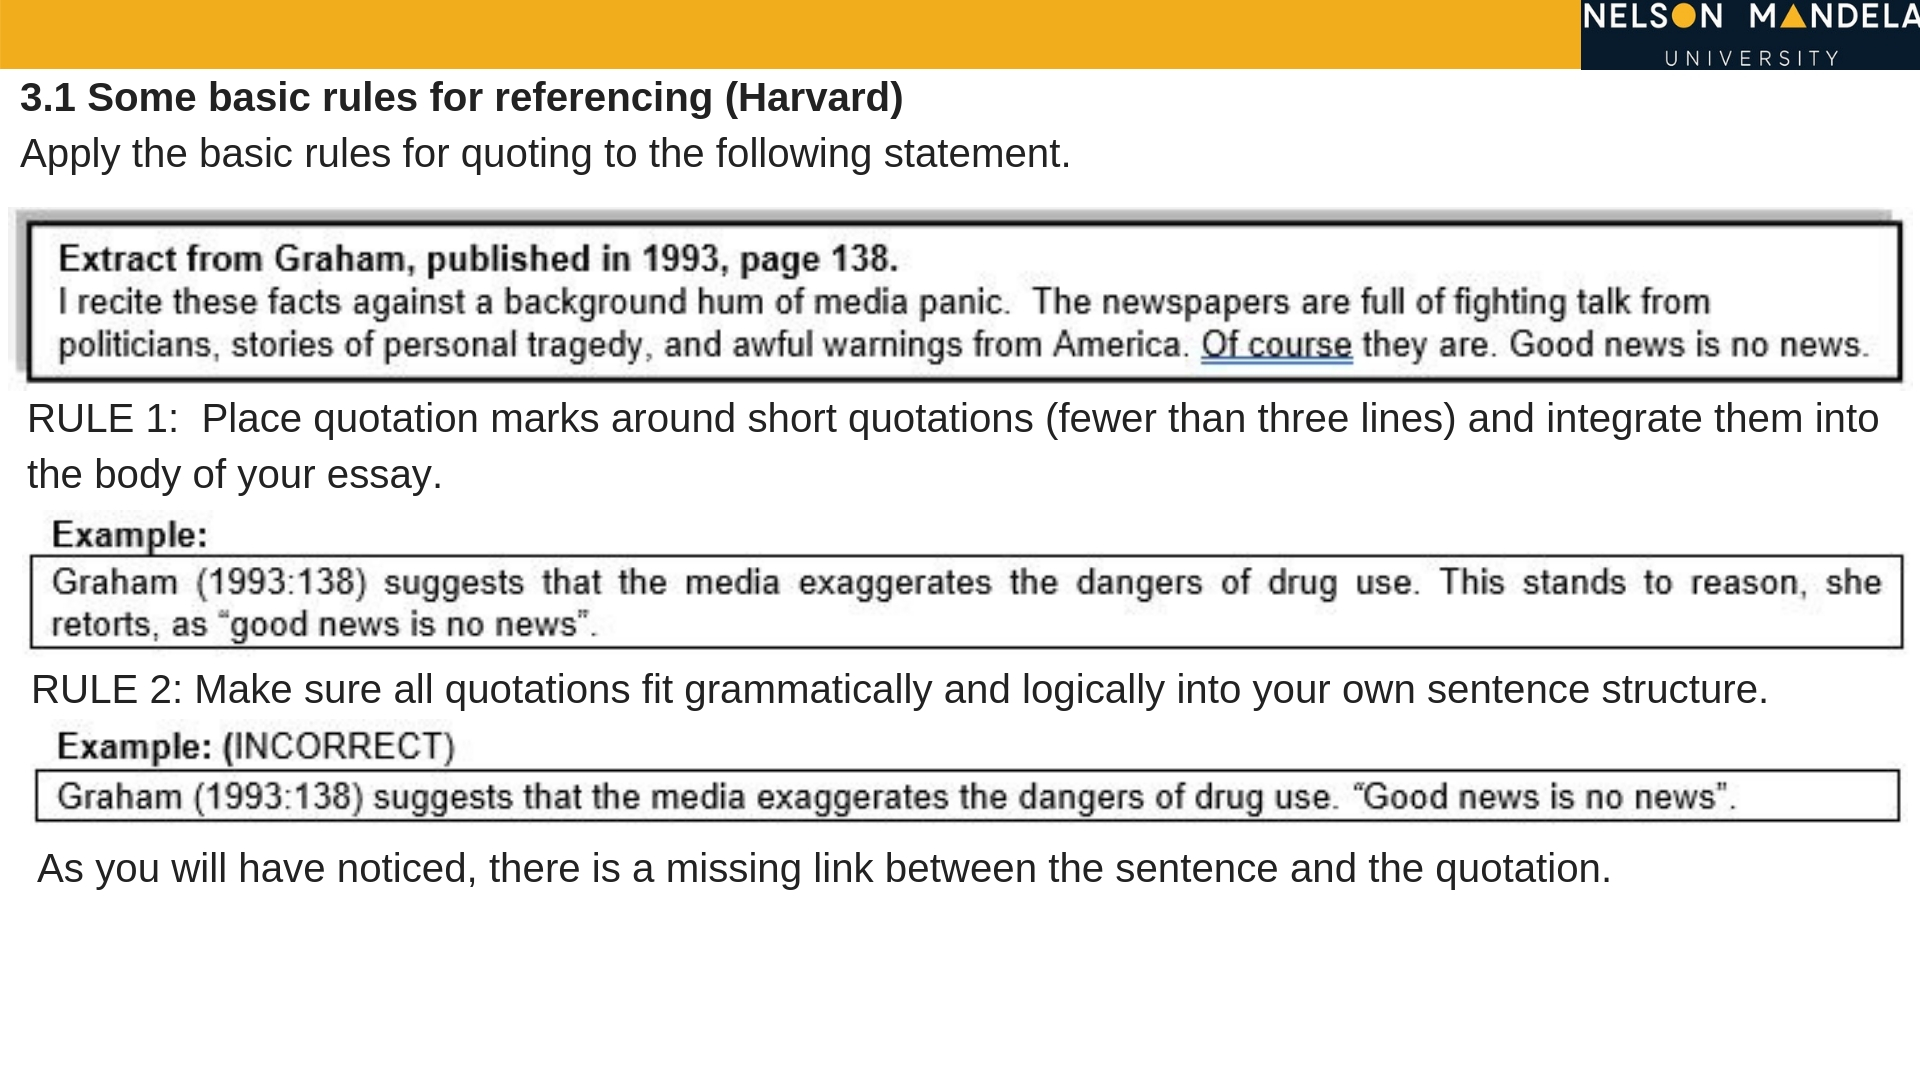 NELSON MANDELA
UNIVERSITY
3.1 Some basic rules for referencing (Harvard)
Apply the basic rules for quoting to the following statement.
Extract from Graham, published in 1993, page 138.
I recite these facts against a background hum of media panic.  The newspapers are full of fighting talk from
politicians, stories of personal tragedy, and awful warnings from America. Of course they are. Good news is no news.
RULE 1:  Place quotation marks around short quotations (fewer than three lines) and integrate them into
the body of your essay.
Example:
Graham (1993:138) suggests that the media exaggerates the dangers of drug use. This stands to reason, she
retorts, as “good news is no news”.
RULE 2: Make sure all quotations fit grammatically and logically into your own sentence structure.
Example: (INCORRECT)
Graham (1993:138) suggests that the media exaggerates the dangers of drug use. “Good news is no news”.
As you will have noticed, there is a missing link between the sentence and the quotation.